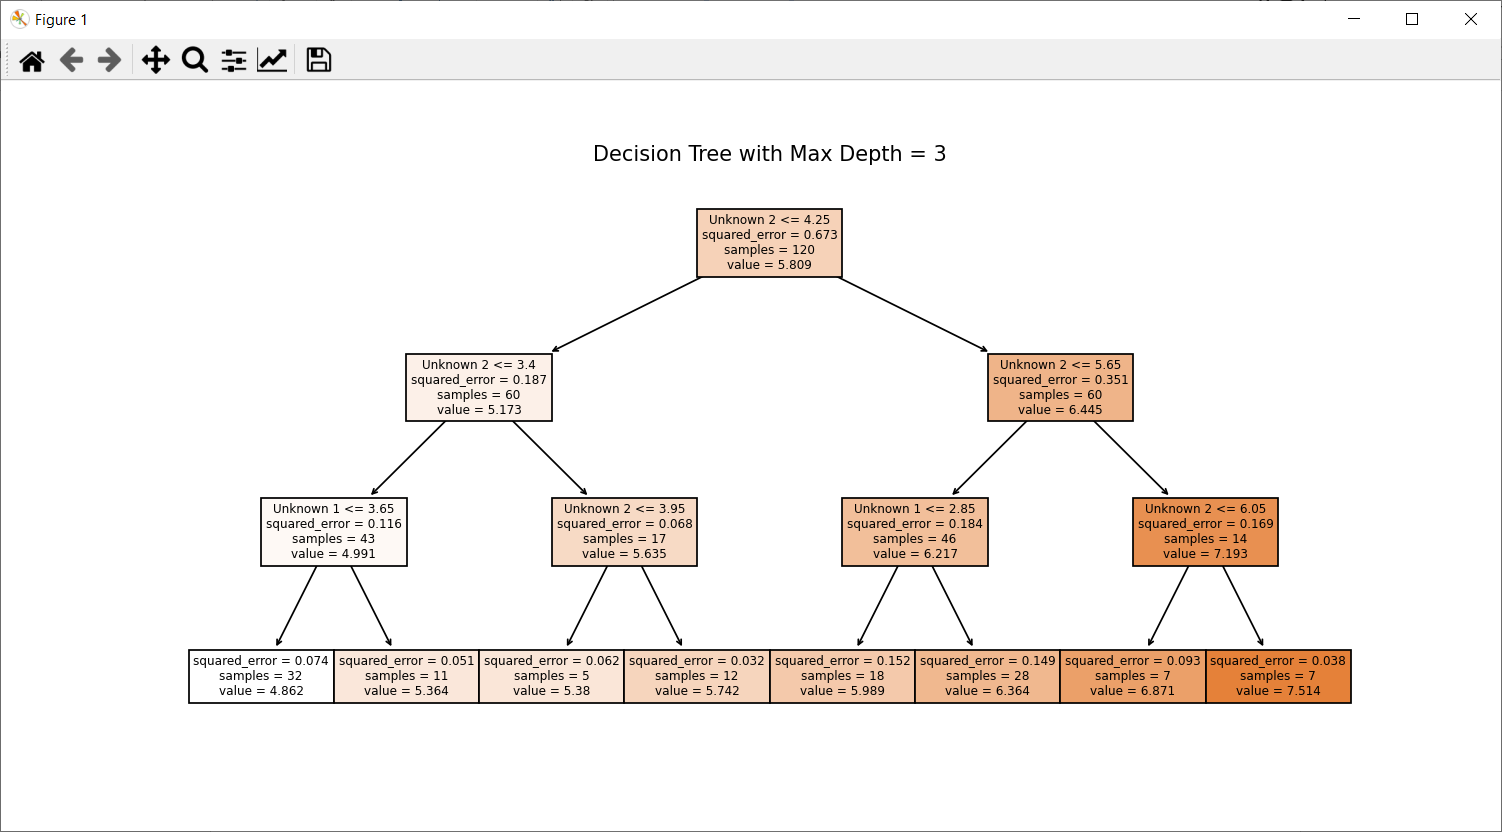 Figure 1
Decision Tree with Max Depth = 3
Unknown 2 <= 4.25
squared_error = 0.673
samples = 120
value = 5.809
Unknown 2 <= 3.4
squared_error = 0.187
samples = 60
value = 5.173
Unknown 2 <= 5.65
squared_error = 0.351
samples = 60
value = 6.445
Unknown 1 <= 3.65
squared_error = 0.116
samples = 43
value = 4.991
Unknown 2 <= 3.95
squared_error = 0.068
samples = 17
value = 5.635
Unknown 1 <= 2.85
squared_error = 0.184
samples = 46
value = 6.217
Unknown 2 <= 6.05
squared_error = 0.169
samples = 14
value = 7.193
squared_error = 0.074
samples = 32
value = 4.862
squared_error = 0.051
samples = 11
value = 5.364
squared_error = 0.062
samples = 5
value = 5.38
squared_error = 0.032
samples = 12
value = 5.742
squared_error = 0.152
samples = 18
value = 5.989
squared_error = 0.149
samples = 28
value = 6.364
squared_error = 0.093
samples = 7
value = 6.871
squared_error = 0.038
samples = 7
value = 7.514